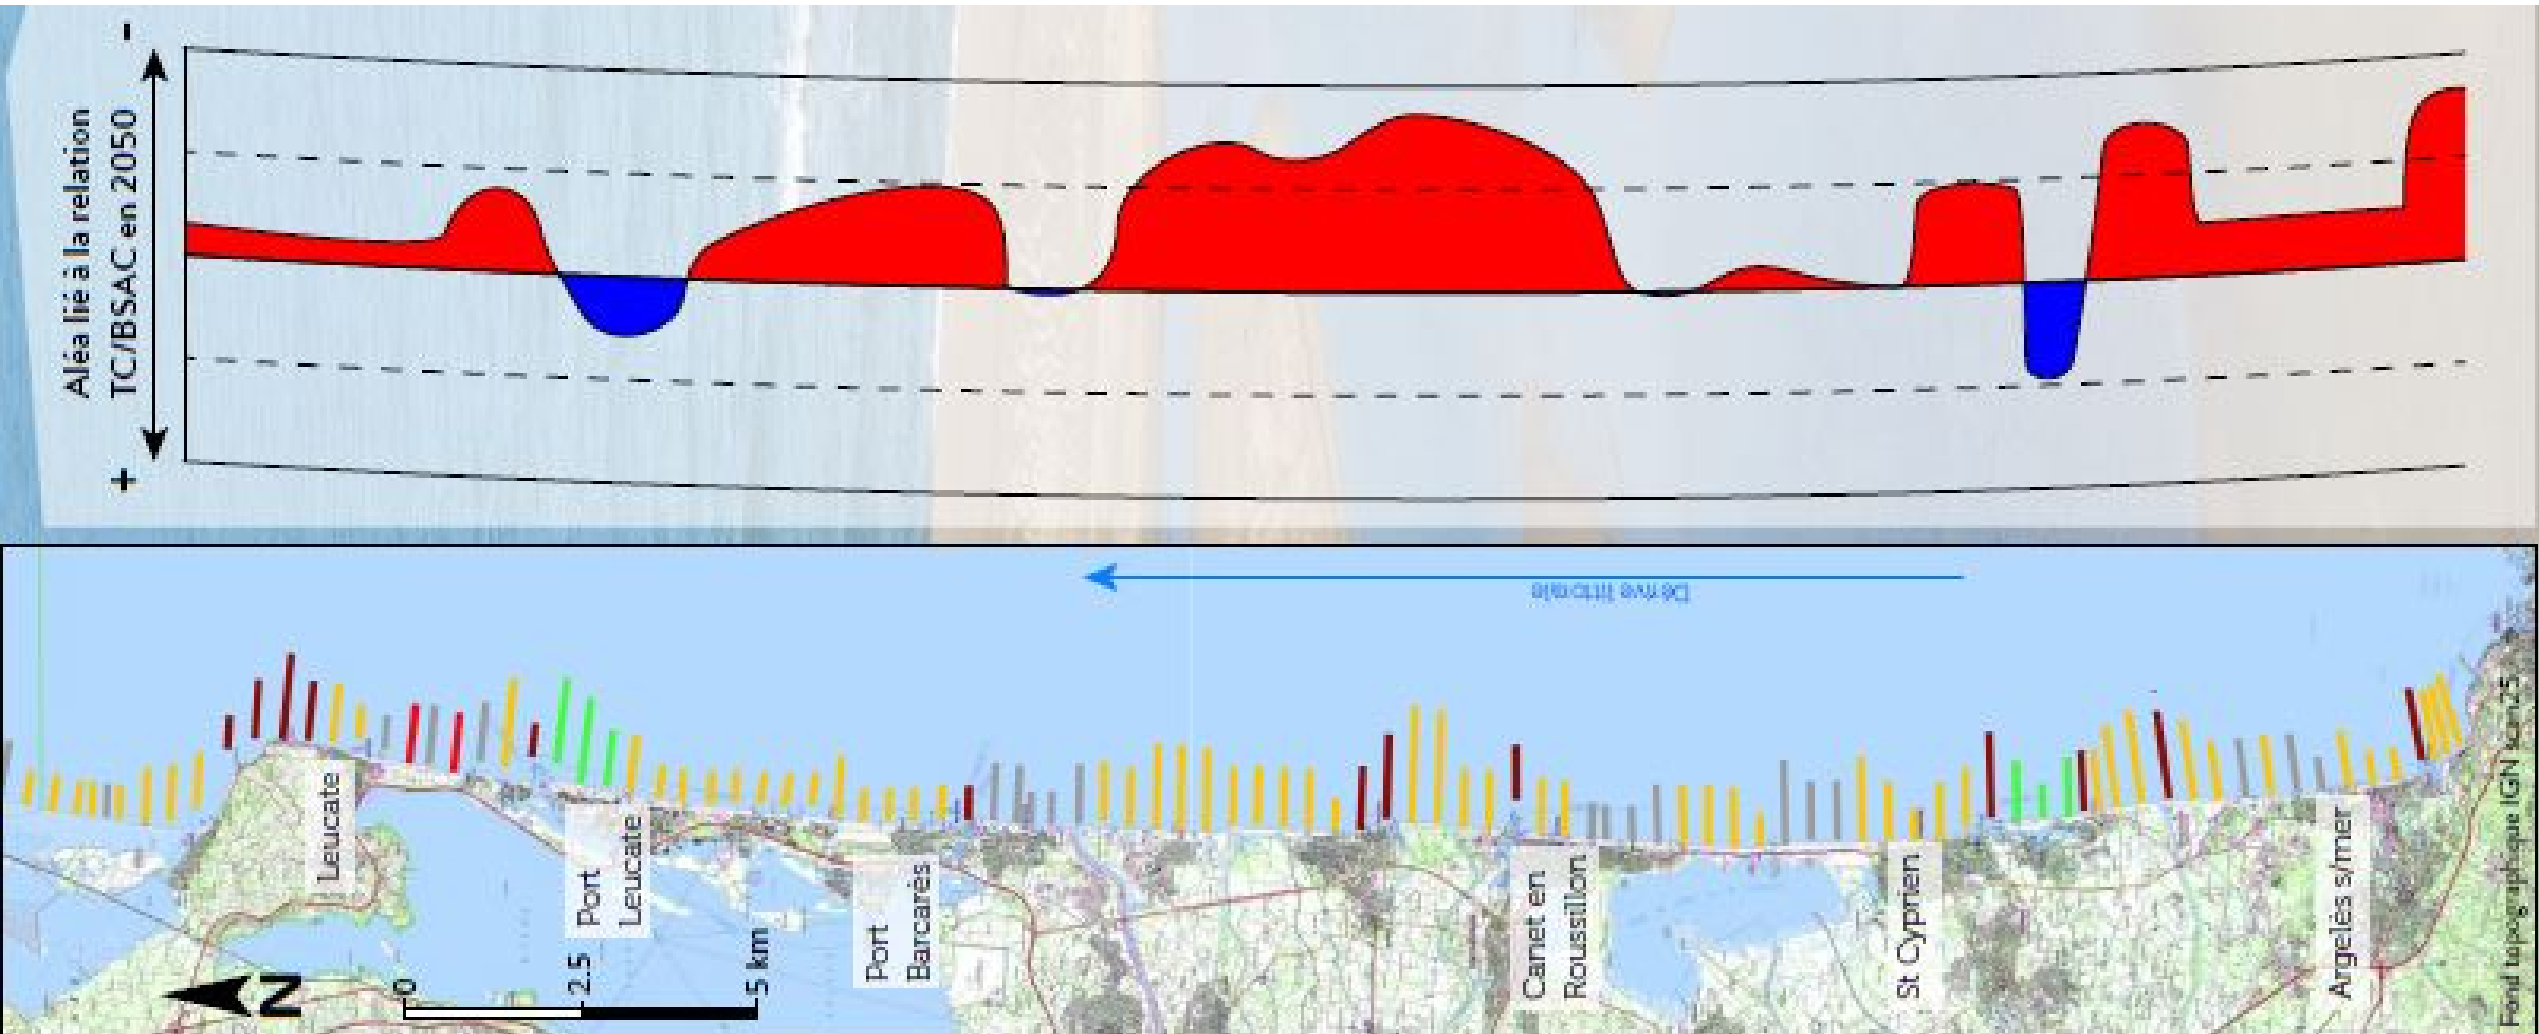 -
Aléa lié à la relation
TC/BSAC en 2050
+
Dérive littorale
Leucate
Port
Leucate
Port
Barcarès
Canet en
Roussillon
St Cyprien
Argelès s/mer
N
0
2.5
5 km
Fond topographique IGN scan25